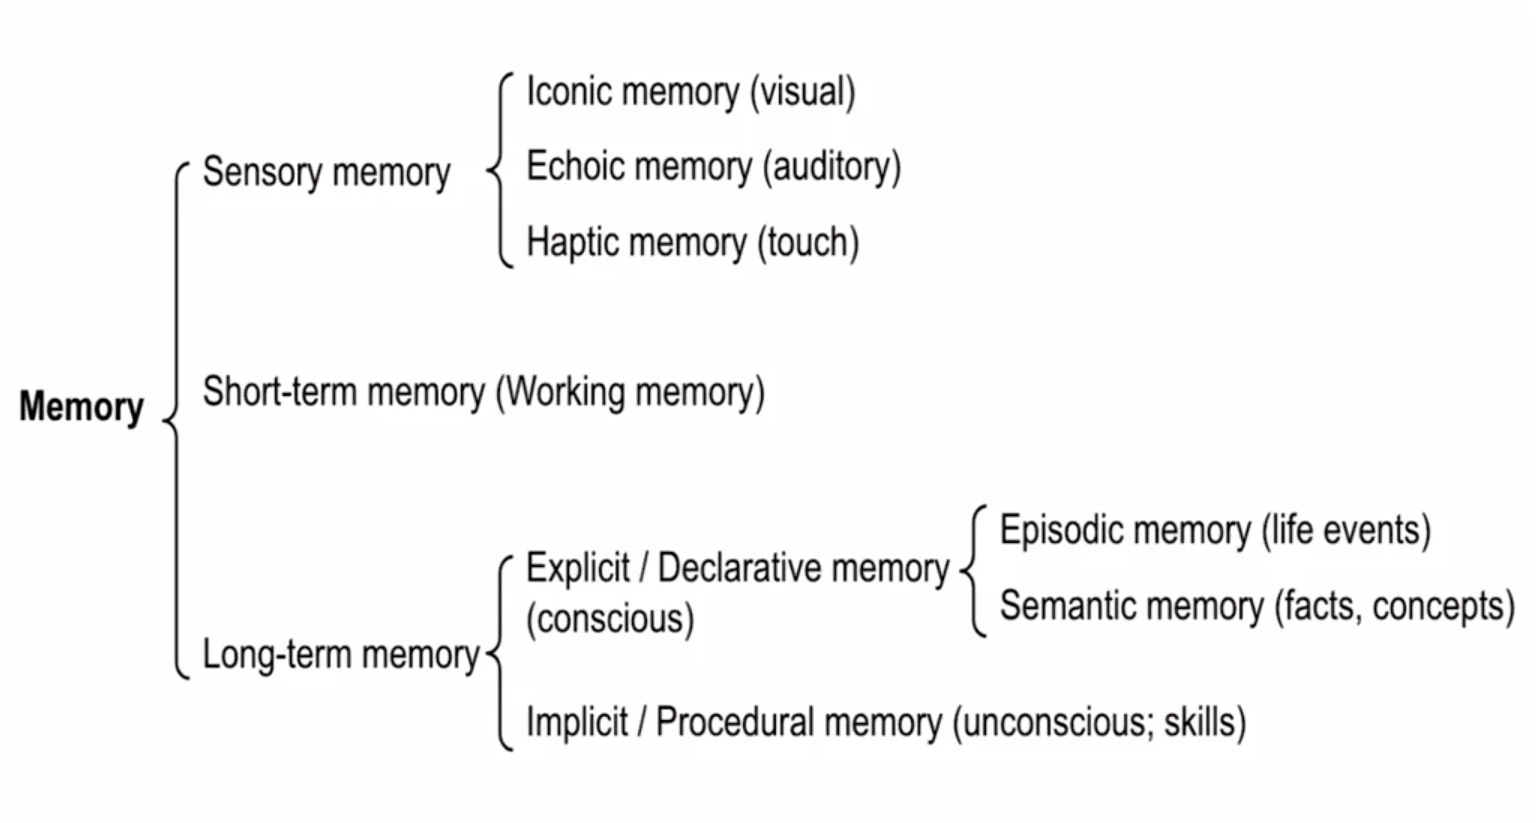 Memory
Sensory memory
Iconic memory (visual)
Echoic memory (auditory)
Haptic memory (touch)
Short-term memory (Working memory)
Long-term memory
Explicit / Declarative memory
(conscious)
Episodic memory (life events)
Semantic memory (facts, concepts)
Implicit / Procedural memory (unconscious; skills)